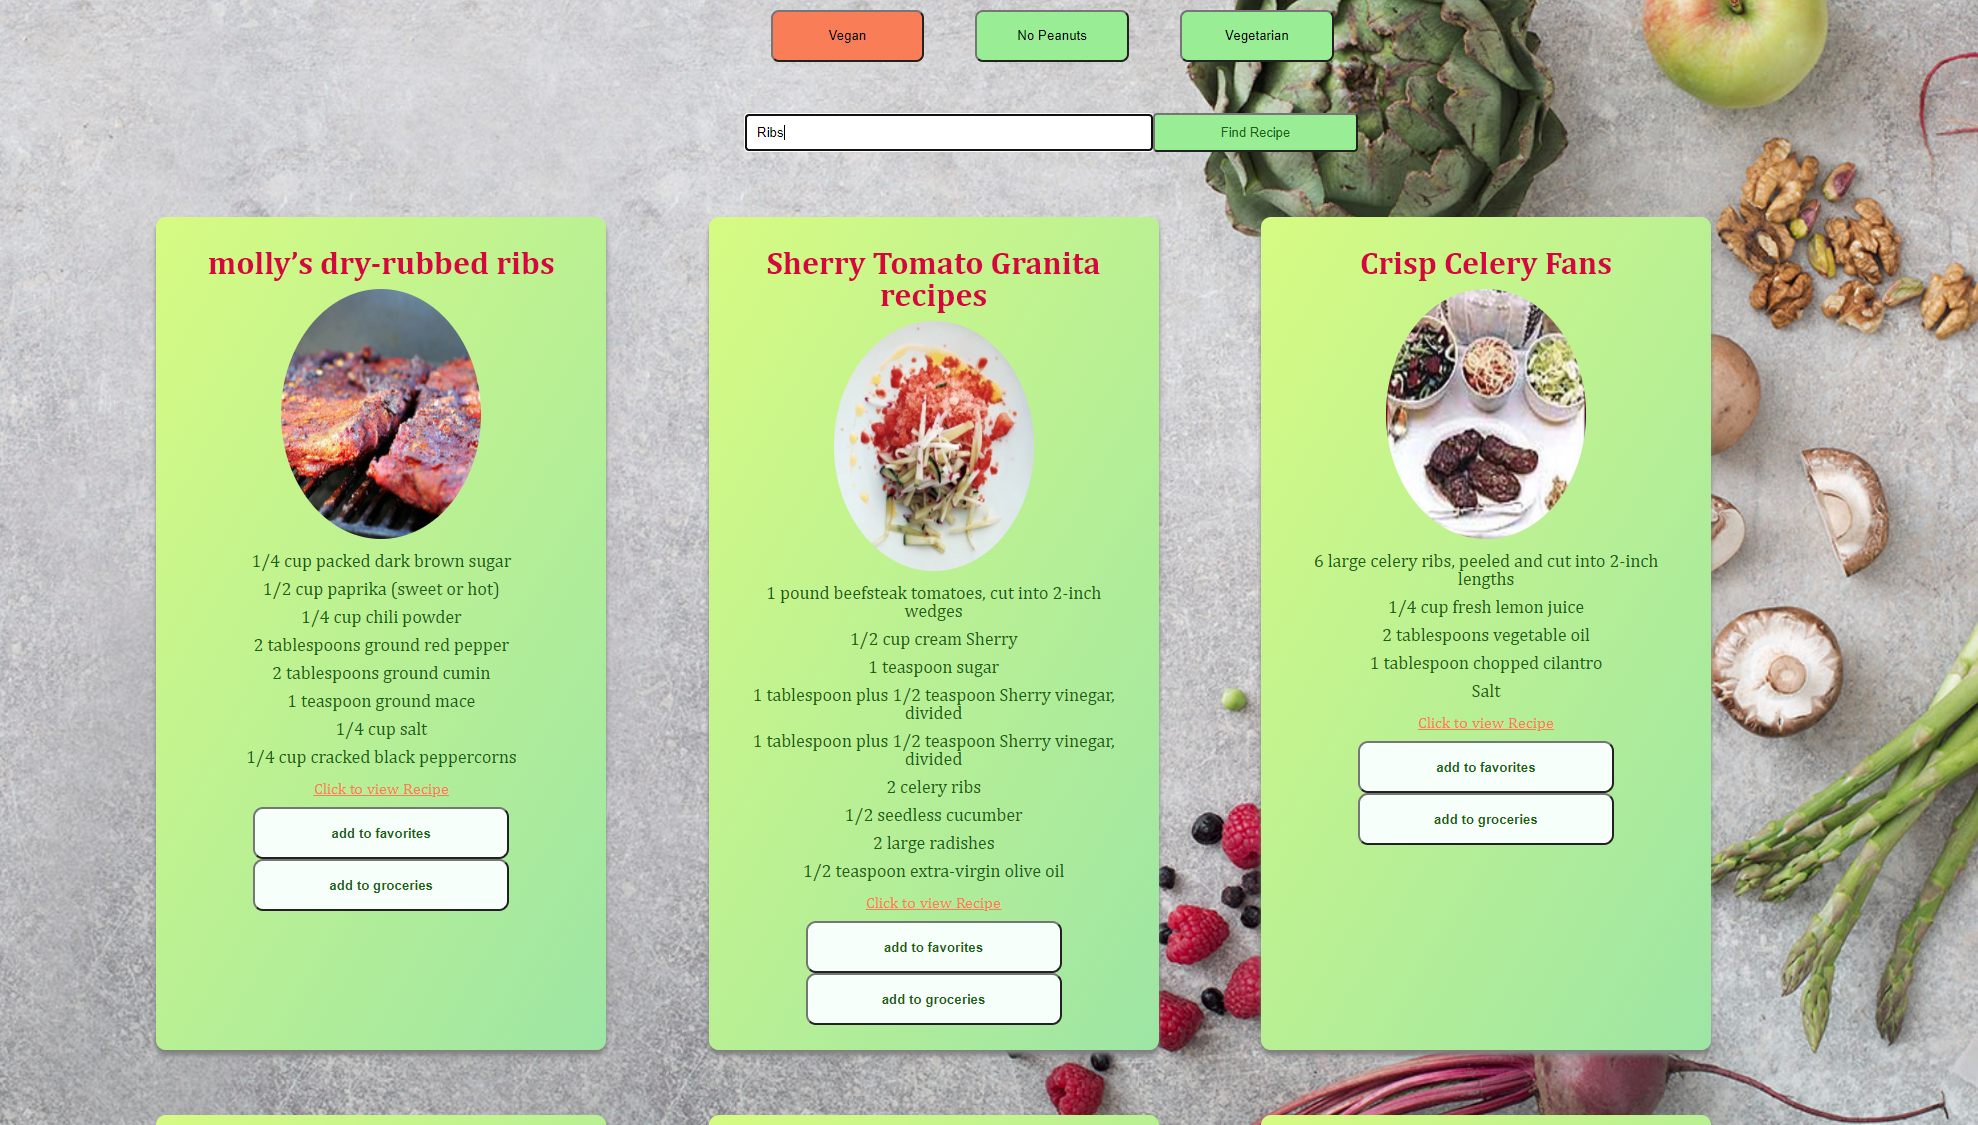 Vegan
No Peanuts
Vegetarian
Ribs
Find Recipe
molly’s dry-rubbed ribs
1/4 cup packed dark brown sugar
1/2 cup paprika (sweet or hot)
1/4 cup chili powder
2 tablespoons ground red pepper
2 tablespoons ground cumin
1 teaspoon ground mace
1/4 cup salt
1/4 cup cracked black peppercorns
Click to view Recipe
add to favorites
add to groceries
Sherry Tomato Granita
recipes
1 pound beefsteak tomatoes, cut into 2-inch
wedges
1/2 cup cream Sherry
1 teaspoon sugar
1 tablespoon plus 1/2 teaspoon Sherry vinegar,
divided
1 tablespoon plus 1/2 teaspoon Sherry vinegar,
divided
2 celery ribs
1/2 seedless cucumber
2 large radishes
1/2 teaspoon extra-virgin olive oil
Click to view Recipe
add to favorites
add to groceries
Crisp Celery Fans
6 large celery ribs, peeled and cut into 2-inch
lengths
1/4 cup fresh lemon juice
2 tablespoons vegetable oil
1 tablespoon chopped cilantro
Salt
Click to view Recipe
add to favorites
add to groceries